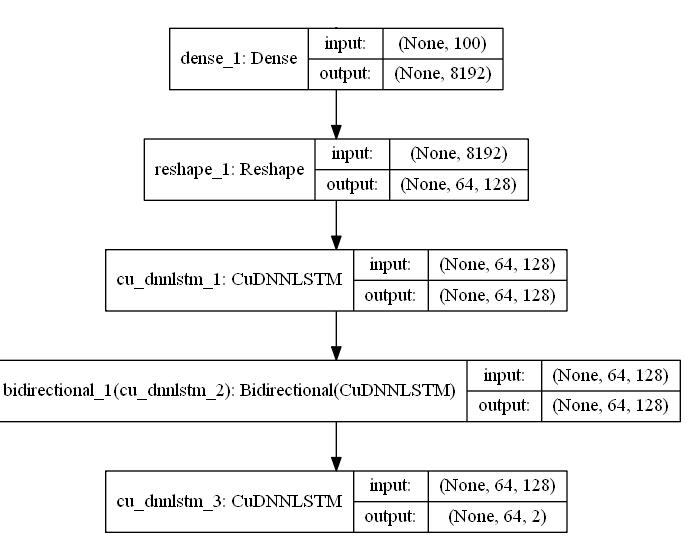 dense_1: Dense
input: (None, 100)
output: (None, 8192)
reshape_1: Reshape
input: (None, 8192)
output: (None, 64, 128)
cu_dnnlstm_1: CuDNNLSTM
input: (None, 64, 128)
output: (None, 64, 128)
bidirectional_1(cu_dnnlstm_2): Bidirectional(CuDNNLSTM)
input: (None, 64, 128)
output: (None, 64, 128)
cu_dnnlstm_3: CuDNNLSTM
input: (None, 64, 128)
output: (None, 64, 2)